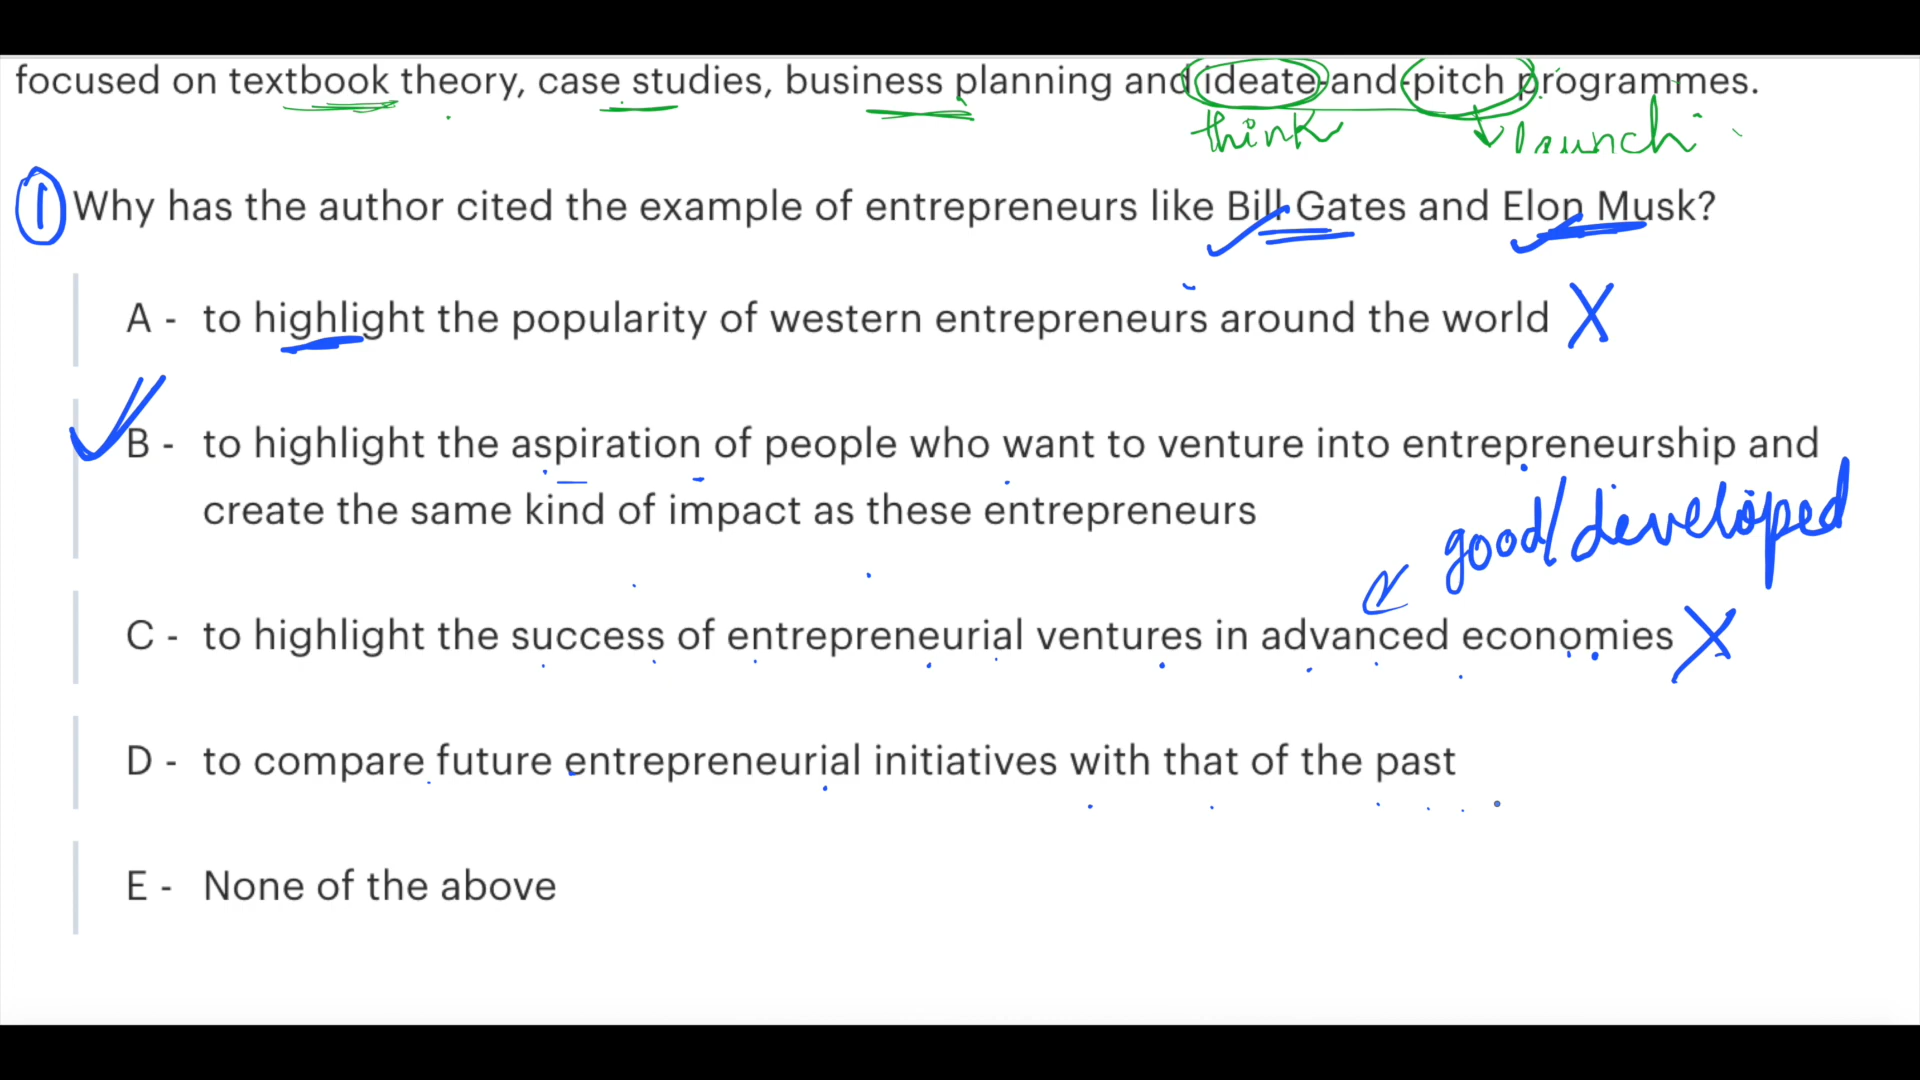 focused on textbook theory, case studies, business planning and ideate-and-pitch programmes.
think launch
1 Why has the author cited the example of entrepreneurs like Bill Gates and Elon Musk?
A - to highlight the popularity of western entrepreneurs around the world X
B - to highlight the aspiration of people who want to venture into entrepreneurship and
create the same kind of impact as these entrepreneurs
good/developed
C - to highlight the success of entrepreneurial ventures in advanced economies X
D - to compare future entrepreneurial initiatives with that of the past
E - None of the above